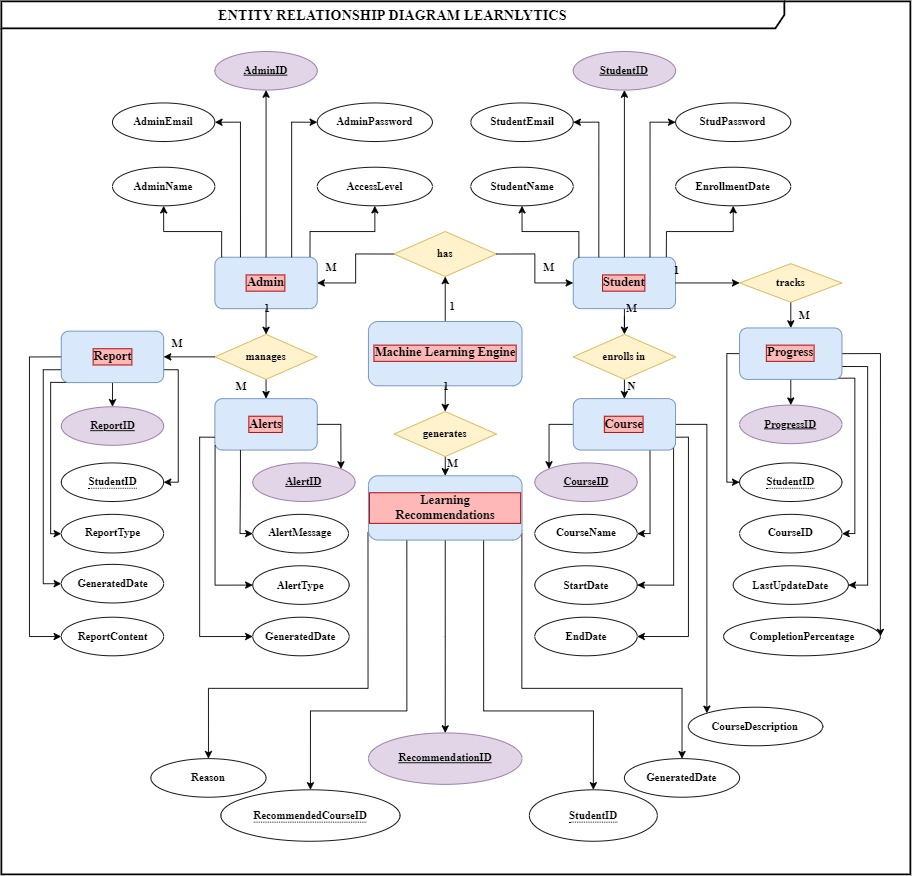 ENTITY RELATIONSHIP DIAGRAM LEARNLYTICS
AdminID
StudentID
AdminEmail
AdminPassword
StudentEmail
StudPassword
AdminName
AccessLevel
StudentName
EnrollmentDate
has
M
M
Admin
Student
1
tracks
1
1
M
M
Report
M
manages
Machine Learning Engine
enrolls in
Progress
M
1
N
ReportID
Alerts
generates
Course
ProgressID
M
StudentID
AlertID
Learning
Recommendations
CourseID
StudentID
ReportType
AlertMessage
CourseName
CourseID
GeneratedDate
AlertType
StartDate
LastUpdateDate
ReportContent
GeneratedDate
EndDate
CompletionPercentage
CourseDescription
Reason
RecommendationID
GeneratedDate
RecommendedCourseID
StudentID